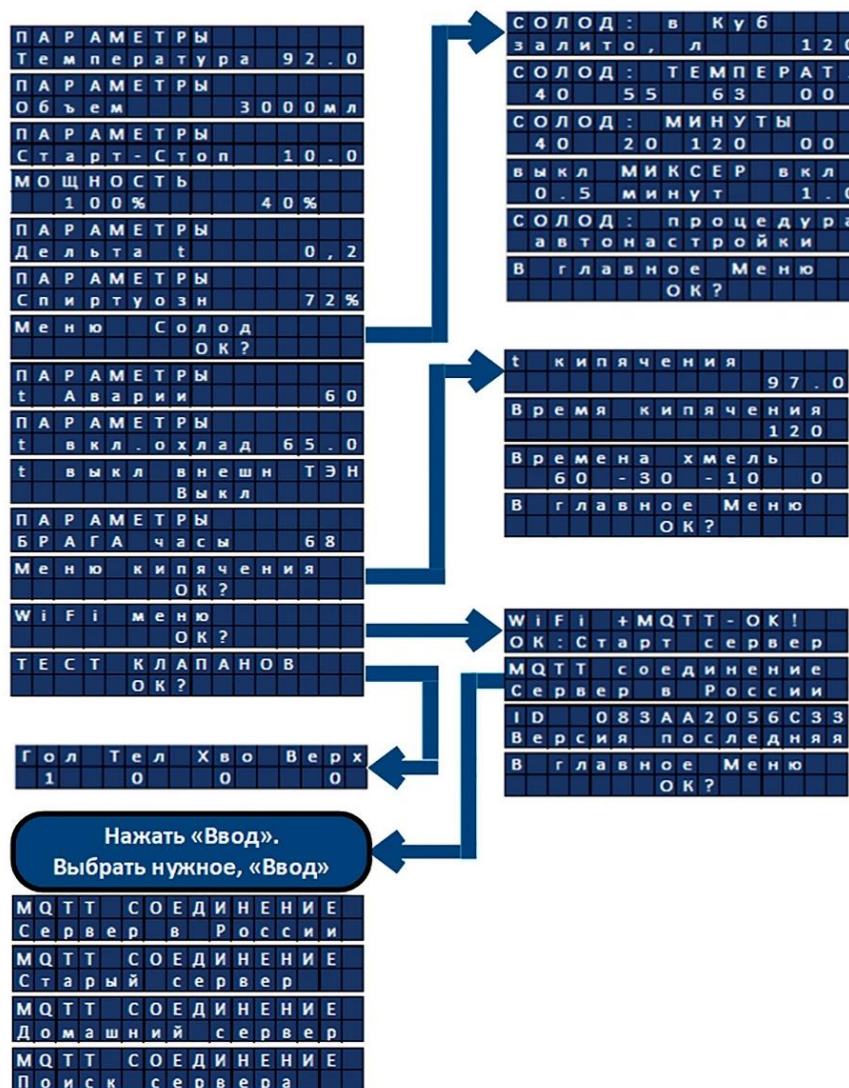 ПАРАМЕТРЫ
Температура 92.0
ПАРАМЕТРЫ
Объем 3000мл
ПАРАМЕТРЫ
Старт-Стоп 10.0
МОЩНОСТЬ
100% 40%
ПАРАМЕТРЫ
Дельта t 0,2
ПАРАМЕТРЫ
Спиртуозн 72%
Меню Солод
ОК?
ПАРАМЕТРЫ
t Аварии 60
ПАРАМЕТРЫ
t вкл.охлад 65.0
t выкл внешн ТЭН
Выкл
ПАРАМЕТРЫ
БРАГА часы 68
Меню кипячения
ОК?
WiFi меню
ОК?
ТЕСТ КЛАПАНОВ
ОК?
СОЛОД: в Куб
залито, л 120
СОЛОД: ТЕМПЕРАТ.
40 55 63 00
СОЛОД: МИНУТЫ
40 20 120 00
выкл МИКСЕР вкл
0.5 минут 1.0
СОЛОД: процедура
автонастройки
В главное Меню
ОК?
t кипячения
97.0
Время кипячения
120
Времена хмель
60 -30 -10 0
В главное Меню
ОК?
WiFi +MQTT-OK!
ОК:Старт сервер
MQTT соединение
Сервер в России
ID 083AA2056C33
Версия последняя
В главное Меню
ОК?
Гол Тел Хво Верх
1 0 0 0
Нажать «Ввод».
Выбрать нужное, «Ввод»
MQTT СОЕДИНЕНИЕ
Сервер в России
MQTT СОЕДИНЕНИЕ
Старый сервер
MQTT СОЕДИНЕНИЕ
Домашний сервер
MQTT СОЕДИНЕНИЕ
Поиск сервера